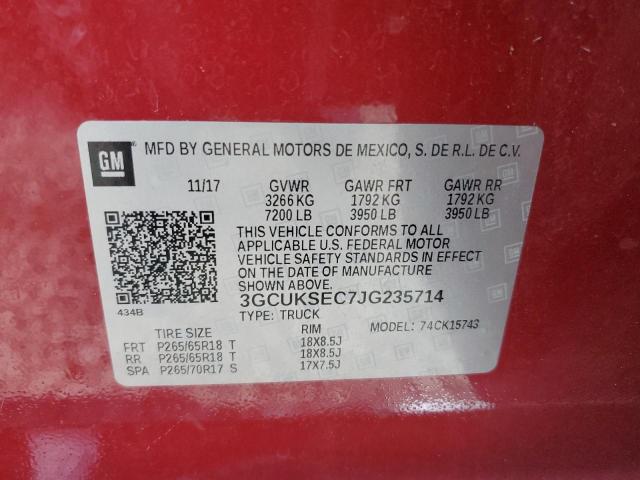 GM
MFD BY GENERAL MOTORS DE MEXICO, S. DE R.L. DE C.V.
11/17 GVWR GAWR FRT GAWR RR
3266 KG 1792 KG 1792 KG
7200 LB 3950 LB 3950 LB
THIS VEHICLE CONFORMS TO ALL
APPLICABLE U.S. FEDERAL MOTOR
VEHICLE SAFETY STANDARDS IN EFFECT
ON THE DATE OF MANUFACTURE
3GCUKSEC7JG235714
434B
TYPE: TRUCK MODEL: 74CK15743
TIRE SIZE RIM
FRT P265/65R18 T 18X8.5J
RR P265/65R18 T 18X8.5J
SPA P265/70R17 S 17X7.5J